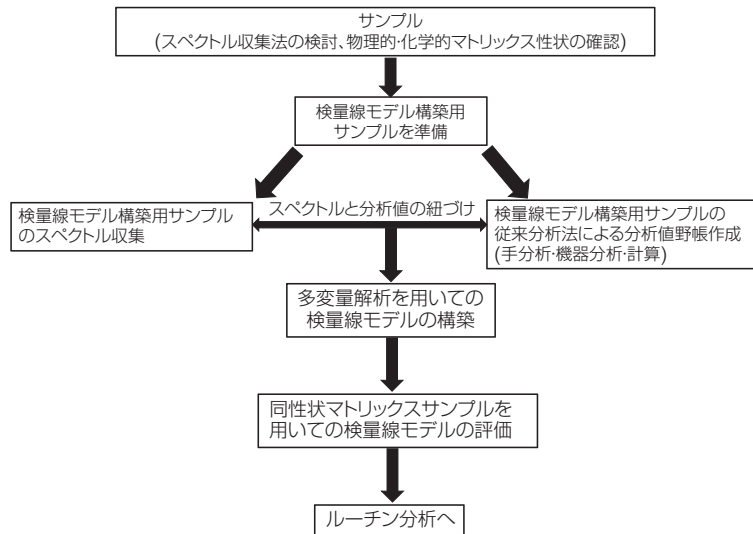 サンプル
(スペクトル収集法の検討、物理的・化学的マトリックス性状の確認)
検量線モデル構築用
サンプルを準備
検量線モデル構築用サンプル
のスペクトル収集
スペクトルと分析値の紐づけ
検量線モデル構築用サンプルの
従来分析法による分析値野帳作成
(手分析・機器分析・計算)
多変量解析を用いての
検量線モデルの構築
同性状マトリックスサンプルを
用いての検量線モデルの評価
ルーチン分析へ